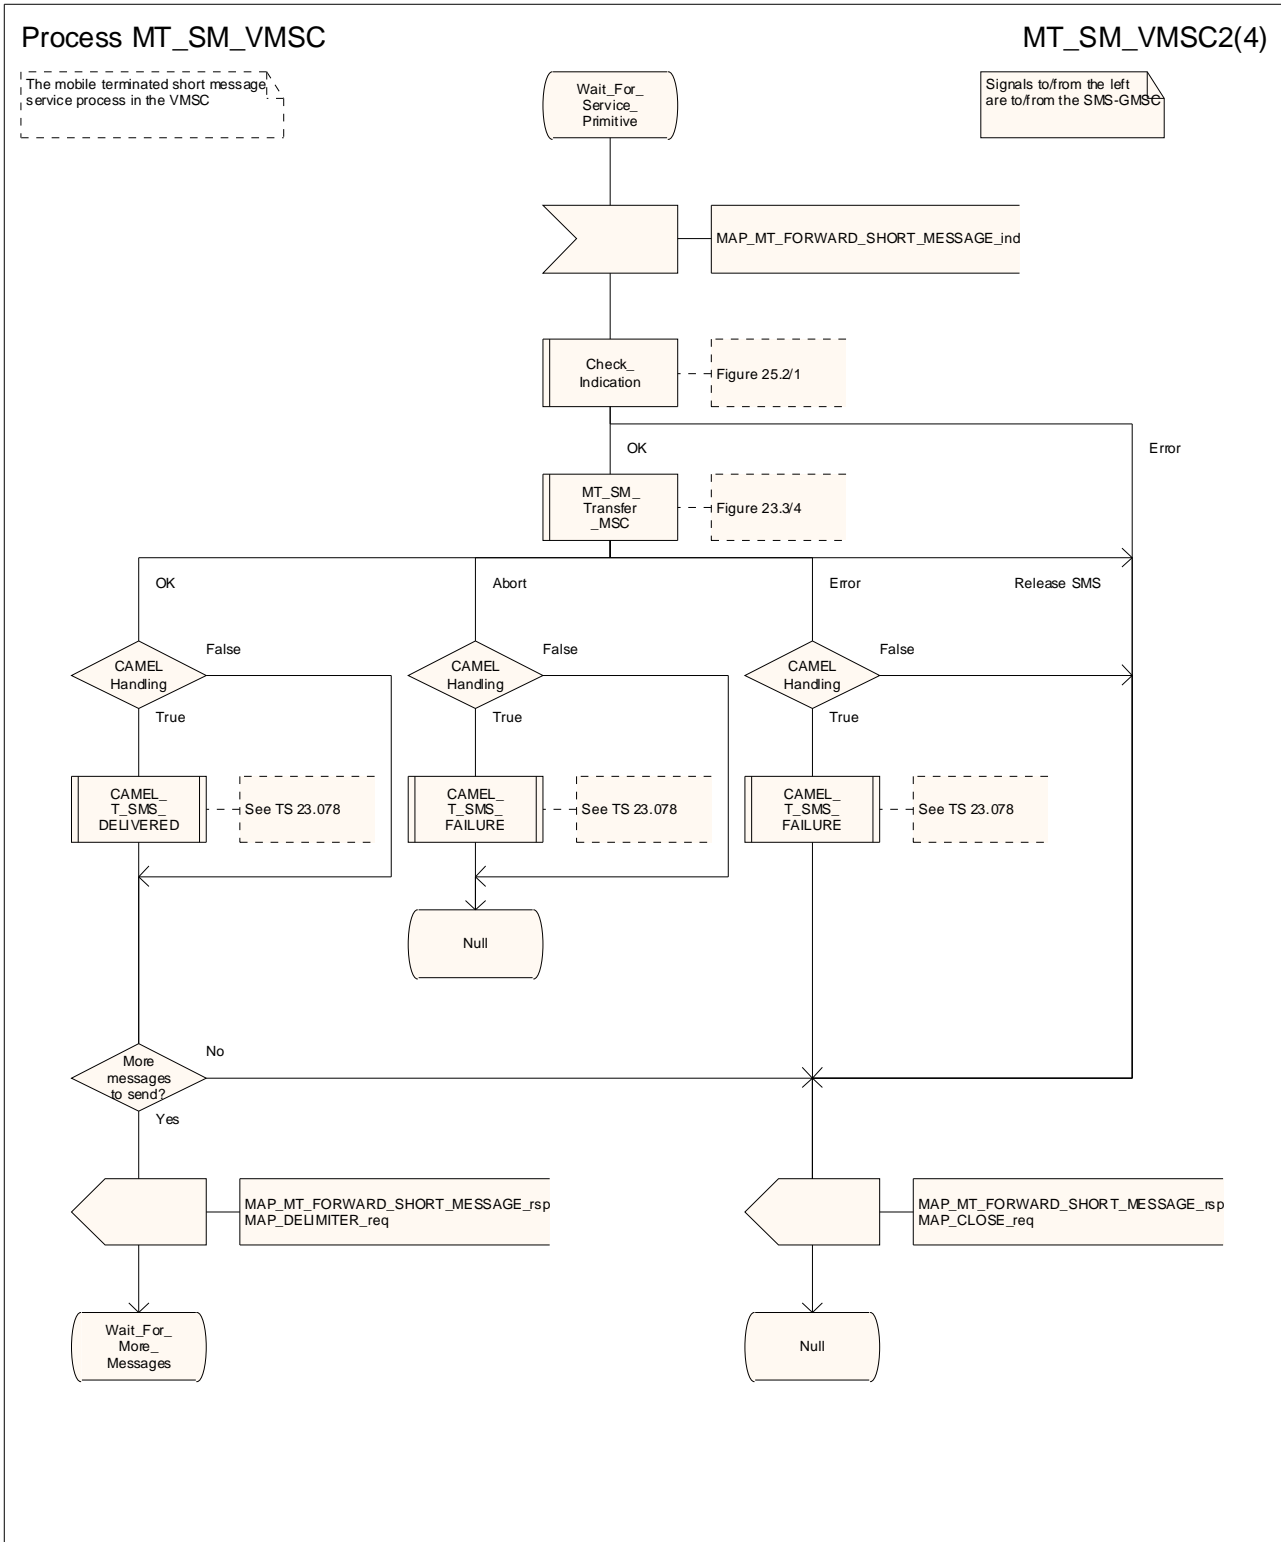 Process MT_SM_VMSC
MT_SM_VMSC2(4)
The mobile terminated short message
service process in the VMSC
Wait_For_
Service_
Primitive
Signals to/from the left
are to/from the SMS-GMSC
MAP_MT_FORWARD_SHORT_MESSAGE_ind
Check_
Indication
Figure 25.2/1
OK
Error
MT_SM_
Transfer
_MSC
Figure 23.3/4
OK
Abort
Error
Release SMS
CAMEL
Handling
False
True
CAMEL
Handling
False
True
CAMEL
Handling
False
True
CAMEL_
T_SMS_
DELIVERED
See TS 23.078
CAMEL_
T_SMS_
FAILURE
See TS 23.078
CAMEL_
T_SMS_
FAILURE
See TS 23.078
Null
More
messages
to send?
No
Yes
MAP_MT_FORWARD_SHORT_MESSAGE_rsp
MAP_DELIMITER_req
MAP_MT_FORWARD_SHORT_MESSAGE_rsp
MAP_CLOSE_req
Wait_For_
More_
Messages
Null